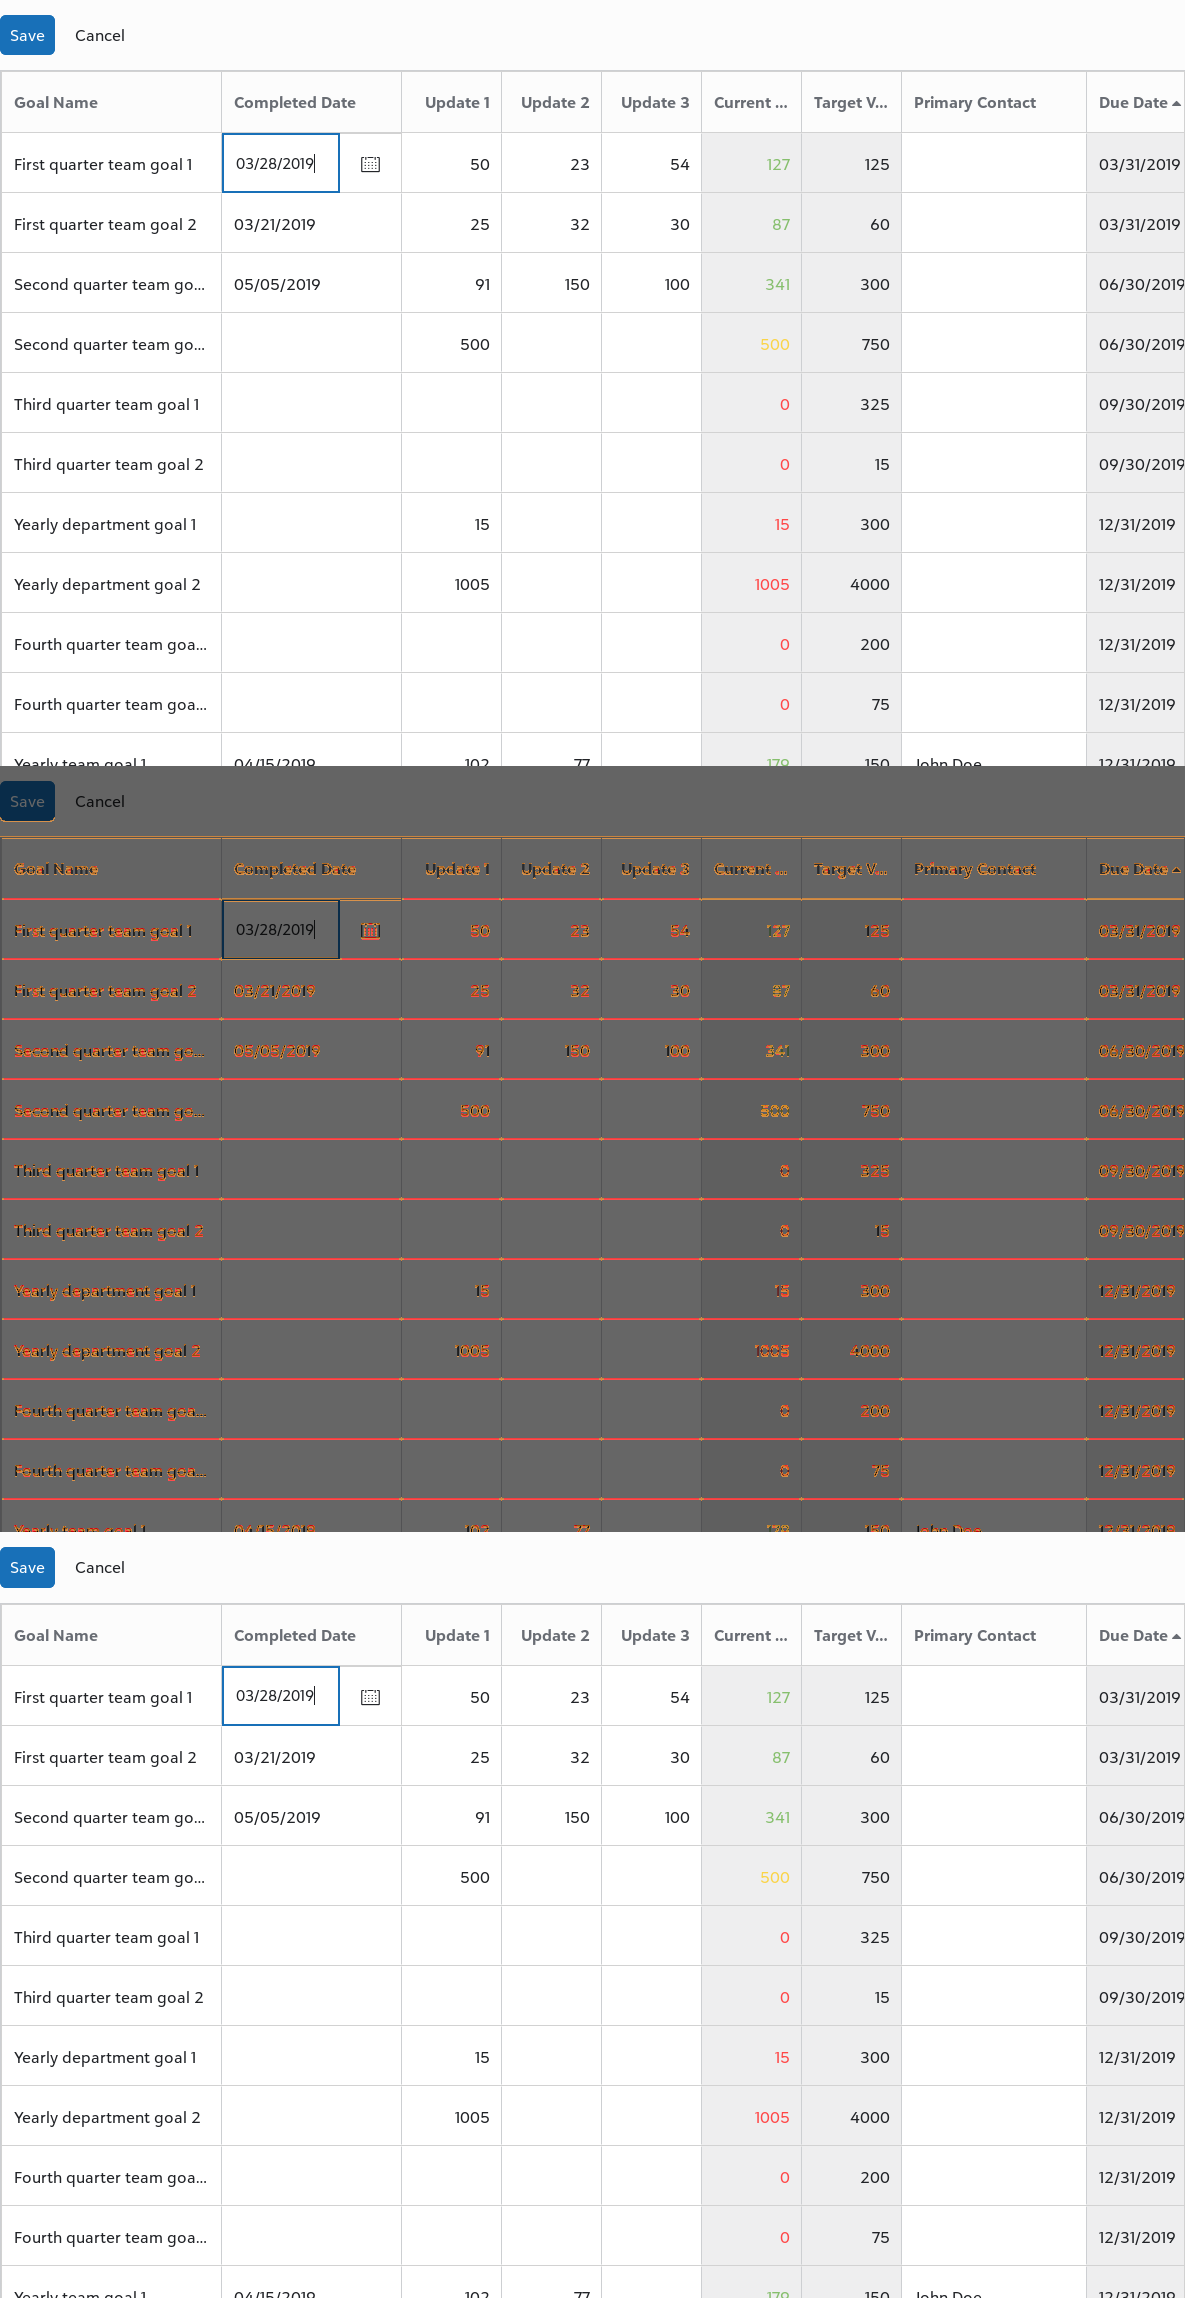 Save Cancel
Goal Name Completed Date Update 1 Update 2 Update 3 Current ... Target V... Primary Contact Due Date
First quarter team goal 1 03/28/2019 50 23 54 127 125 03/31/2019
First quarter team goal 2 03/21/2019 25 32 30 87 60 03/31/2019
Second quarter team go... 05/05/2019 91 150 100 341 300 06/30/2019
Second quarter team go... 500 500 750 06/30/2019
Third quarter team goal 1 0 325 09/30/2019
Third quarter team goal 2 0 15 09/30/2019
Yearly department goal 1 15 15 300 12/31/2019
Yearly department goal 2 1005 1005 4000 12/31/2019
Fourth quarter team goa... 0 200 12/31/2019
Fourth quarter team goa... 0 75 12/31/2019
Yearly team goal 1 04/15/2019 102 77 179 150 John Doe 12/31/2019
Save Cancel
Goal Name Completed Date Update 1 Update 2 Update 3 Current ... Target V... Primary Contact Due Date
First quarter team goal 1 03/28/2019 50 23 54 127 125 03/31/2019
First quarter team goal 2 03/21/2019 25 32 30 87 60 03/31/2019
Second quarter team go... 05/05/2019 91 150 100 341 300 06/30/2019
Second quarter team go... 500 500 750 06/30/2019
Third quarter team goal 1 0 325 09/30/2019
Third quarter team goal 2 0 15 09/30/2019
Yearly department goal 1 15 15 300 12/31/2019
Yearly department goal 2 1005 1005 4000 12/31/2019
Fourth quarter team goa... 0 200 12/31/2019
Fourth quarter team goa... 0 75 12/31/2019
Yearly team goal 1 04/15/2019 102 77 179 150 John Doe 12/31/2019
Save Cancel
Goal Name Completed Date Update 1 Update 2 Update 3 Current ... Target V... Primary Contact Due Date
First quarter team goal 1 03/28/2019 50 23 54 127 125 03/31/2019
First quarter team goal 2 03/21/2019 25 32 30 87 60 03/31/2019
Second quarter team go... 05/05/2019 91 150 100 341 300 06/30/2019
Second quarter team go... 500 500 750 06/30/2019
Third quarter team goal 1 0 325 09/30/2019
Third quarter team goal 2 0 15 09/30/2019
Yearly department goal 1 15 15 300 12/31/2019
Yearly department goal 2 1005 1005 4000 12/31/2019
Fourth quarter team goa... 0 200 12/31/2019
Fourth quarter team goa... 0 75 12/31/2019
Yearly team goal 1 04/15/2019 102 77 179 150 John Doe 12/31/2019